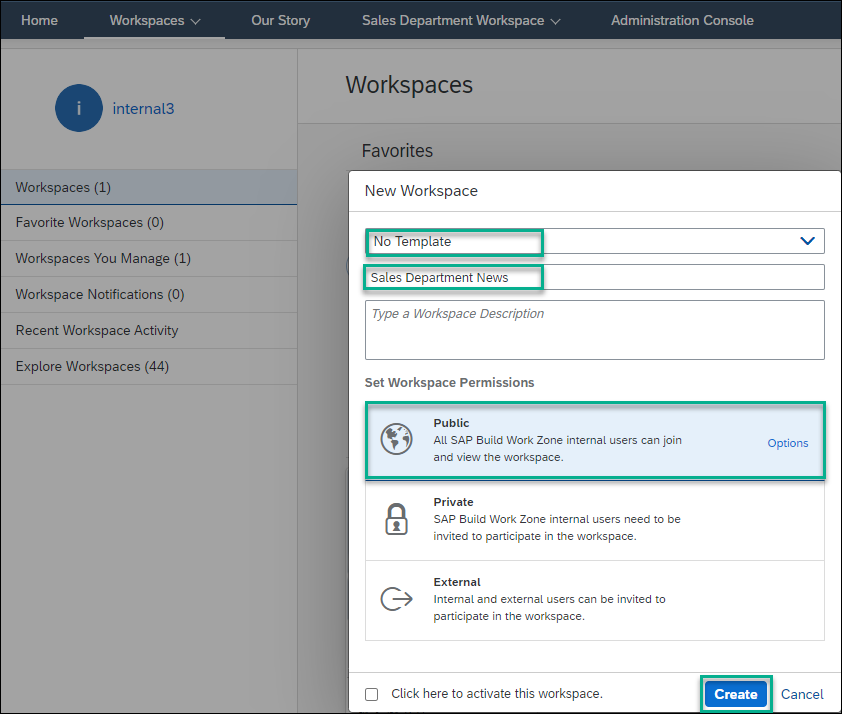 Home
Workspaces
Our Story
Sales Department Workspace
Administration Console
i
internal3
Workspaces (1)
Favorite Workspaces (0)
Workspaces You Manage (1)
Workspace Notifications (0)
Recent Workspace Activity
Explore Workspaces (44)
Workspaces
Favorites
New Workspace
No Template
Sales Department News
Type a Workspace Description
Set Workspace Permissions
Public
All SAP Build Work Zone internal users can join
and view the workspace.
Options
Private
SAP Build Work Zone internal users need to be
invited to participate in the workspace.
External
Internal and external users can be invited to
participate in the workspace.
Click here to activate this workspace.
Create
Cancel